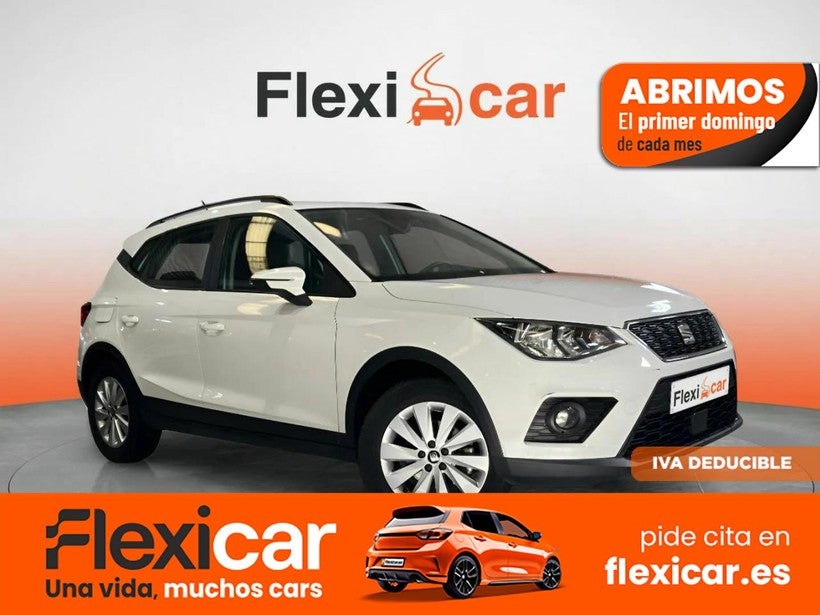 Flexicar
ABRIMOS
El primer domingo
de cada mes
Flexicar
IVA DEDUCIBLE
Flexicar
Una vida, muchos cars
pide cita en
flexicar.es